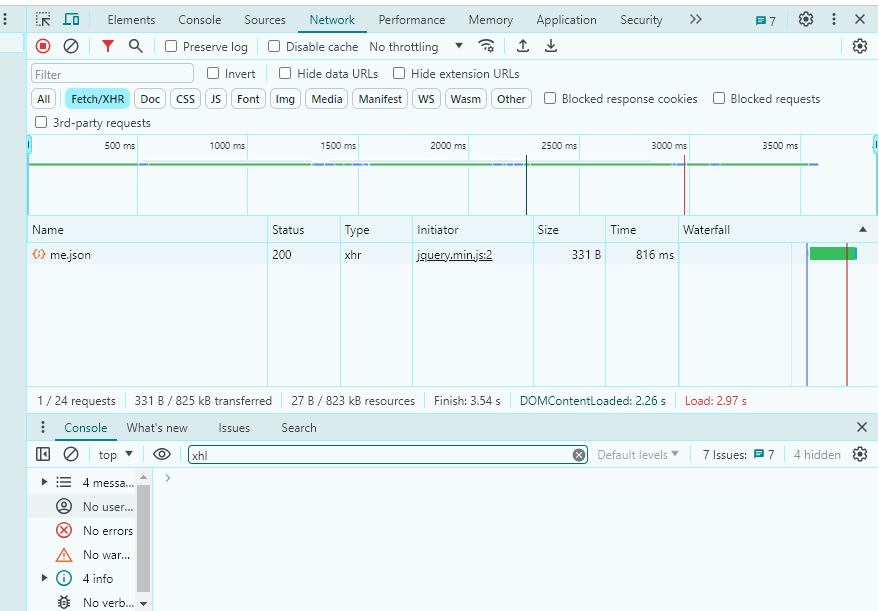 Elements Console Sources Network Performance Memory Application Security 7
Preserve log Disable cache No throttling
Filter Invert Hide data URLs Hide extension URLs
All Fetch/XHR Doc CSS JS Font Img Media Manifest WS Wasm Other Blocked response cookies Blocked requests
3rd-party requests
500 ms 1000 ms 1500 ms 2000 ms 2500 ms 3000 ms 3500 ms
Name Status Type Initiator Size Time Waterfall
me.json 200 xhr jquery.min.js:2 331 B 816 ms
1 / 24 requests 331 B / 825 kB transferred 27 B / 823 kB resources Finish: 3.54 s DOMContentLoaded: 2.26 s Load: 2.97 s
Console What's new Issues Search
top xhl Default levels 7 Issues: 7 4 hidden
4 messa...
No user...
No errors
No war...
4 info
No verb...